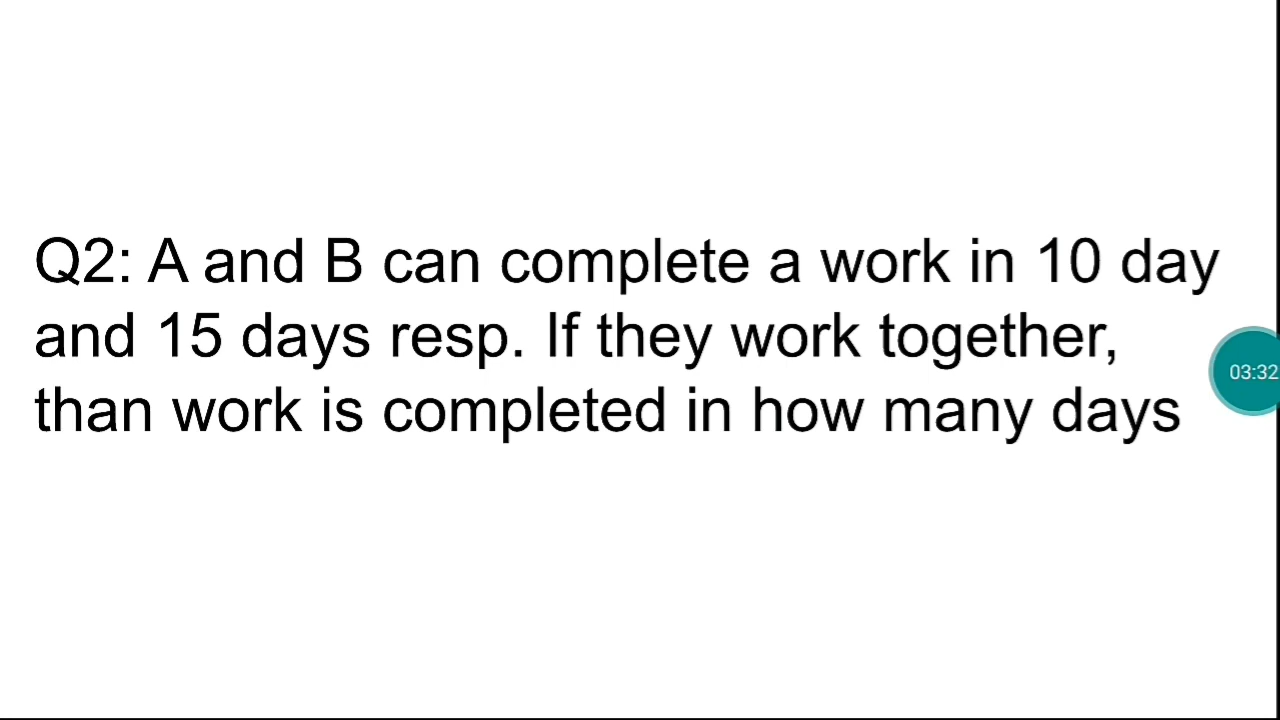 Q2: A and B can complete a work in 10 day
and 15 days resp. If they work together,
than work is completed in how many days
03:32